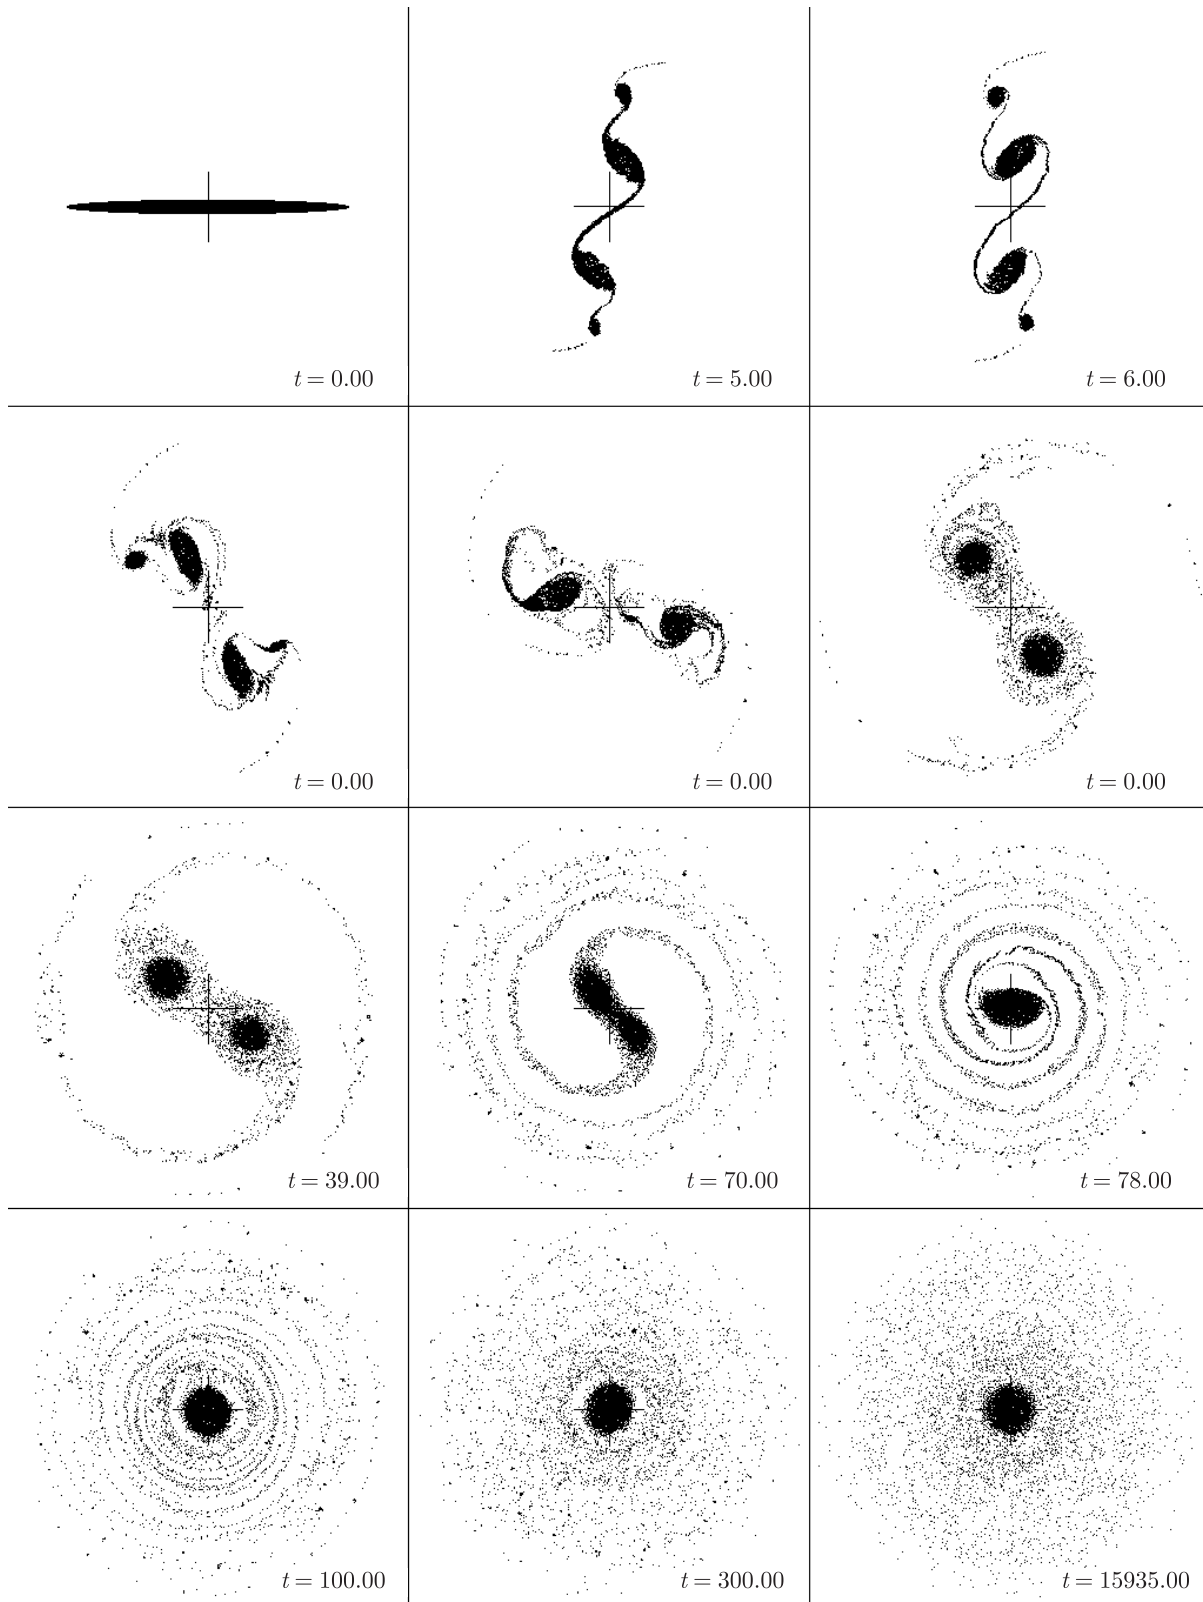 t = 0.00
t = 5.00
t = 6.00
t = 0.00
t = 0.00
t = 0.00
t = 39.00
t = 70.00
t = 78.00
t = 100.00
t = 300.00
t = 15935.00